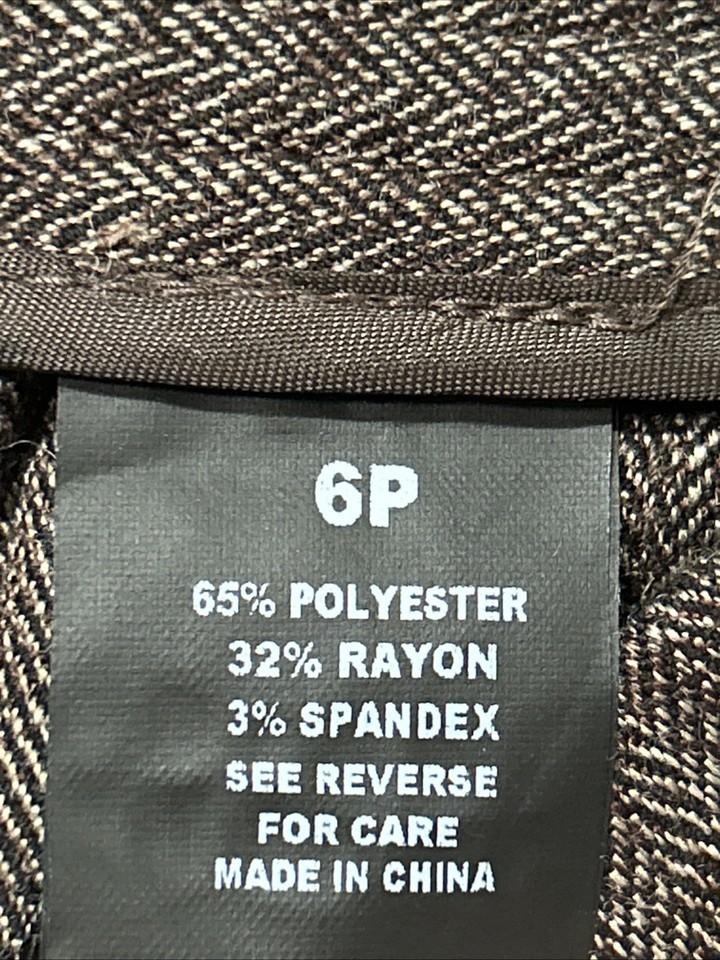 6P
65% POLYESTER
32% RAYON
3% SPANDEX
SEE REVERSE
FOR CARE
MADE IN CHINA